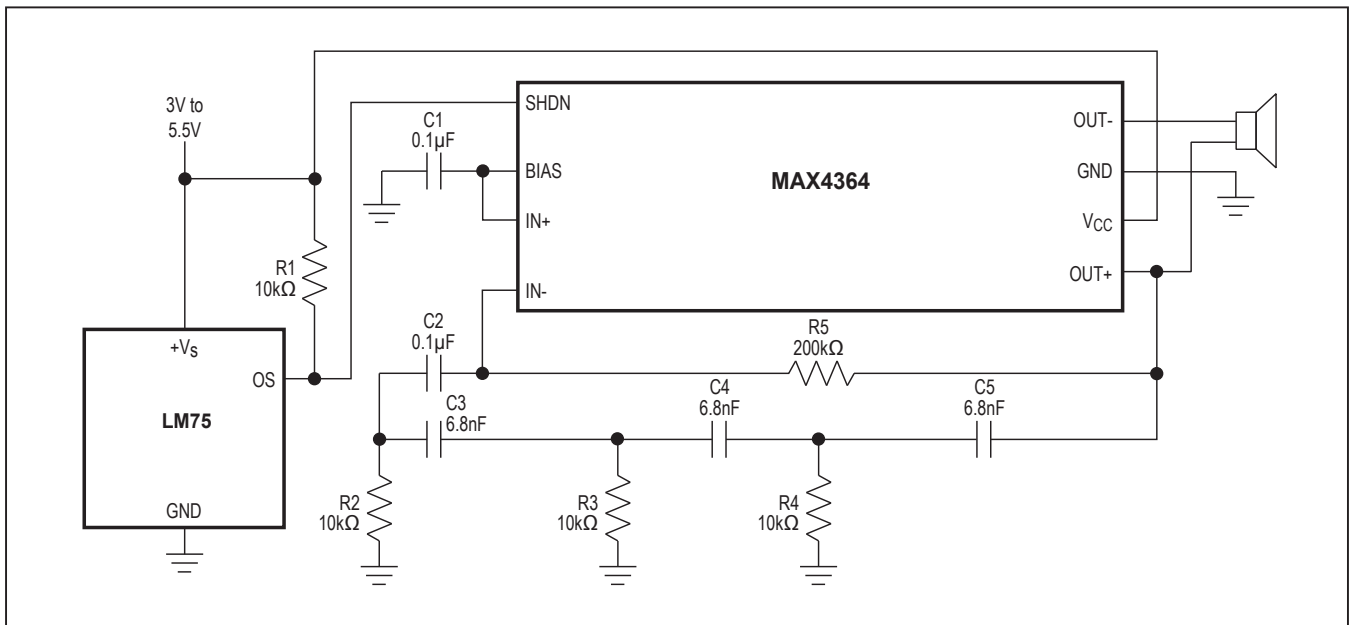 3V to
5.5V
R1
10kΩ
+VS
OS
LM75
GND
C1
0.1µF
SHDN
BIAS
IN+
IN-
MAX4364
OUT-
GND
VCC
OUT+
C2
0.1µF
R5
200kΩ
C3
6.8nF
C4
6.8nF
C5
6.8nF
R2
10kΩ
R3
10kΩ
R4
10kΩ